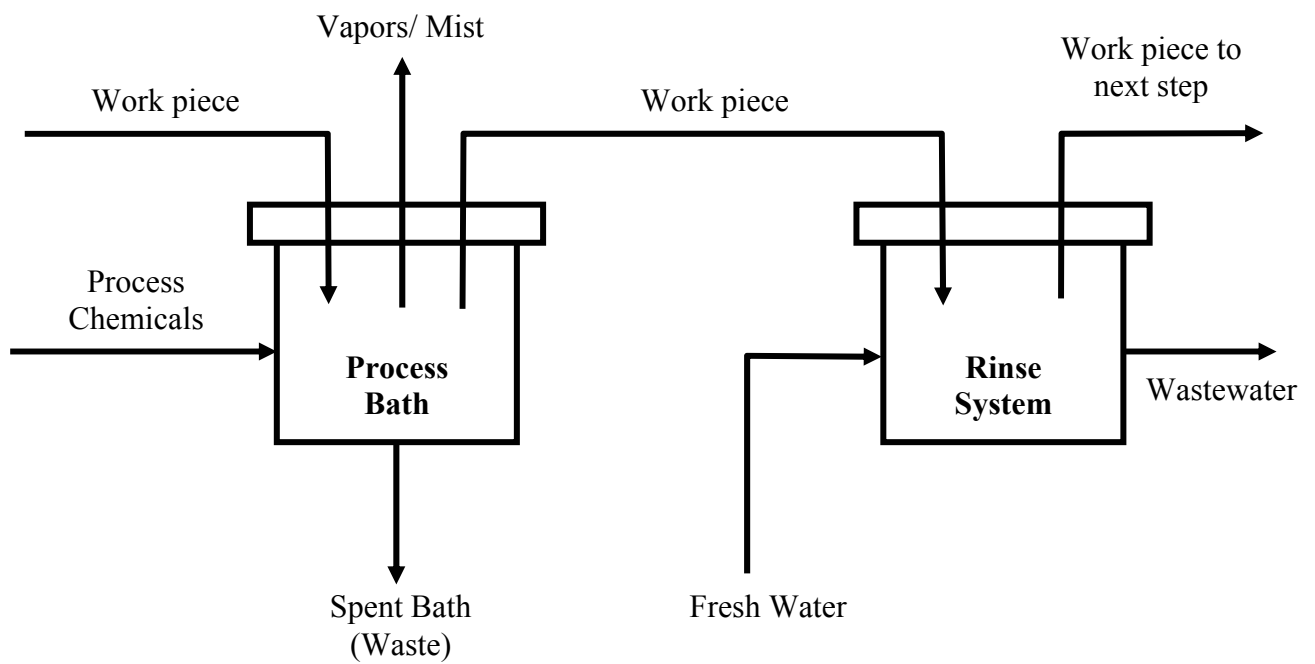 Vapors/ Mist
Work piece to
next step
Work piece
Work piece
Process
Chemicals
Process
Bath
Rinse
System
Wastewater
Spent Bath
(Waste)
Fresh Water